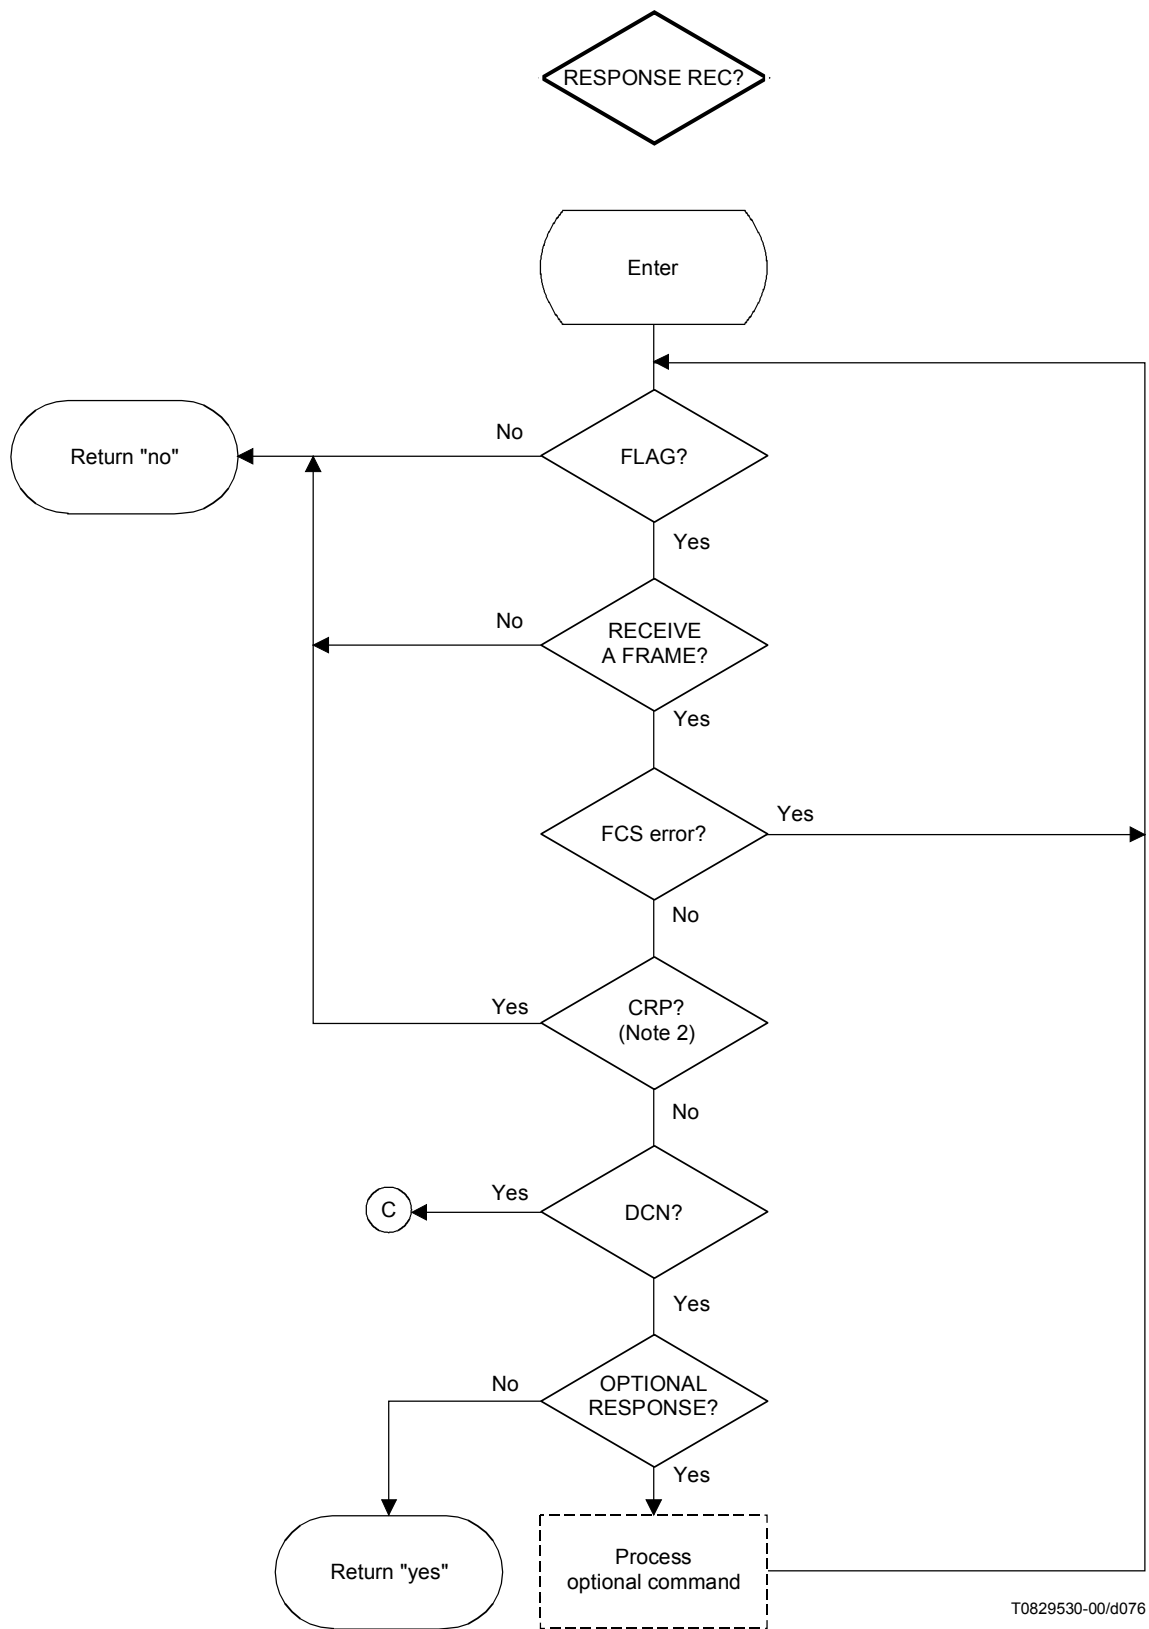 RESPONSE REC?
Enter
No
FLAG?
Return "no"
Yes
No
RECEIVE
A FRAME?
Yes
FCS error?
Yes
No
Yes
CRP?
(Note 2)
No
C
Yes
DCN?
Yes
No
OPTIONAL
RESPONSE?
Yes
Return "yes"
Process
optional command
T0829530-00/d076